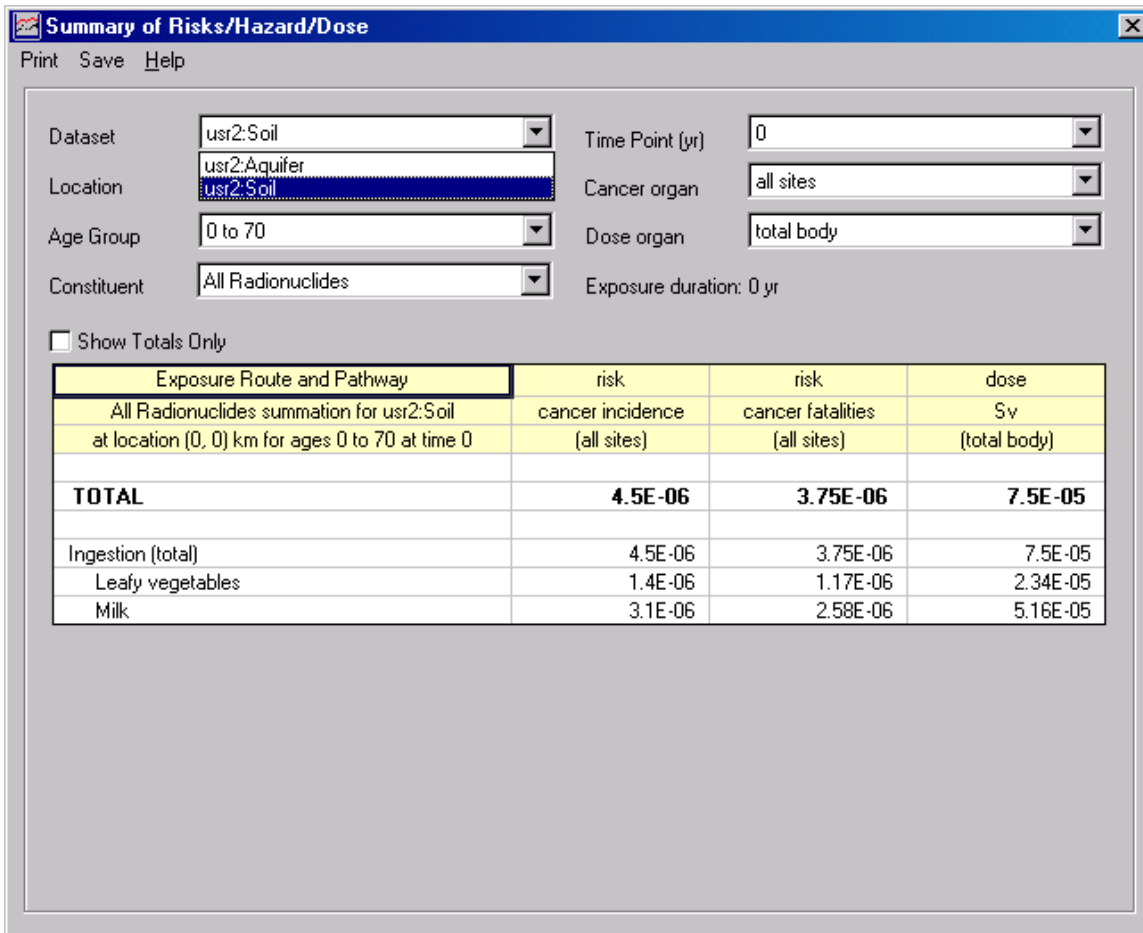 Summary of Risks/Hazard/Dose
Print Save Help
Dataset usr2:Soil Time Point (yr) 0
usr2:Aquifer
Location usr2:Soil Cancer organ all sites
Age Group 0 to 70 Dose organ total body
Constituent All Radionuclides Exposure duration: 0 yr
Show Totals Only
Exposure Route and Pathway risk risk dose
All Radionuclides summation for usr2:Soil cancer incidence cancer fatalities Sv
at location (0, 0) km for ages 0 to 70 at time 0 (all sites) (all sites) (total body)
TOTAL 4.5E-06 3.75E-06 7.5E-05
Ingestion (total) 4.5E-06 3.75E-06 7.5E-05
Leafy vegetables 1.4E-06 1.17E-06 2.34E-05
Milk 3.1E-06 2.58E-06 5.16E-05